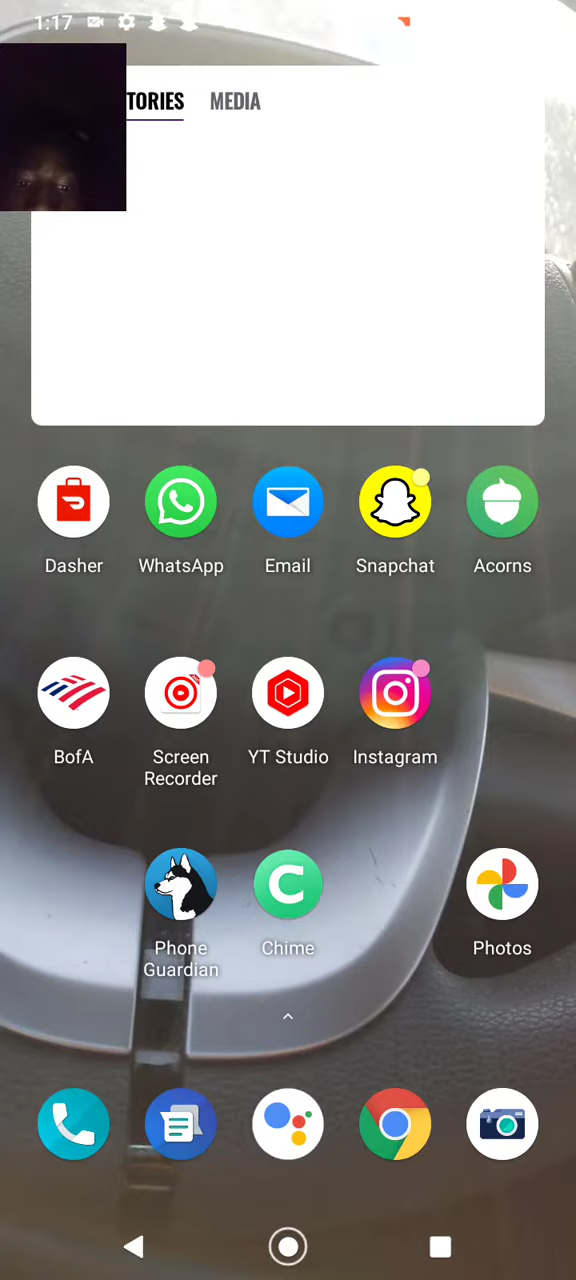 1:17
TORIES MEDIA
Dasher WhatsApp Email Snapchat Acorns
BofA Screen Recorder YT Studio Instagram
Phone Guardian Chime Photos